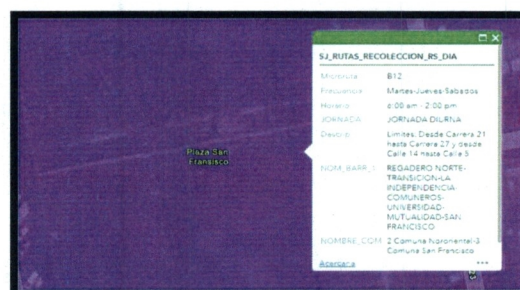 SJ_RUTAS_RECOLECCION_RS_DIA
Microruta B12
Frecuencia Martes-Jueves-Sabados
Horario 6:00 am - 2:00 pm
JORNADA JORNADA DIURNA
Limites: Desde Carrera 21
hasta Carrera 27 y desde
Calle 14 hasta Calle 5
NOM_BARR_1 REGADERO NORTE-
TRANSICION-LA
INDEPENDENCIA-
COMUNEROS-
UNIVERSIDAD-
MUTUALIDAD-SAN
FRANCISCO
NOMBRE_COM 2 Comuna Nororiental-3
Comuna San Francisco
Acercar a
Plaza San
Fransisco